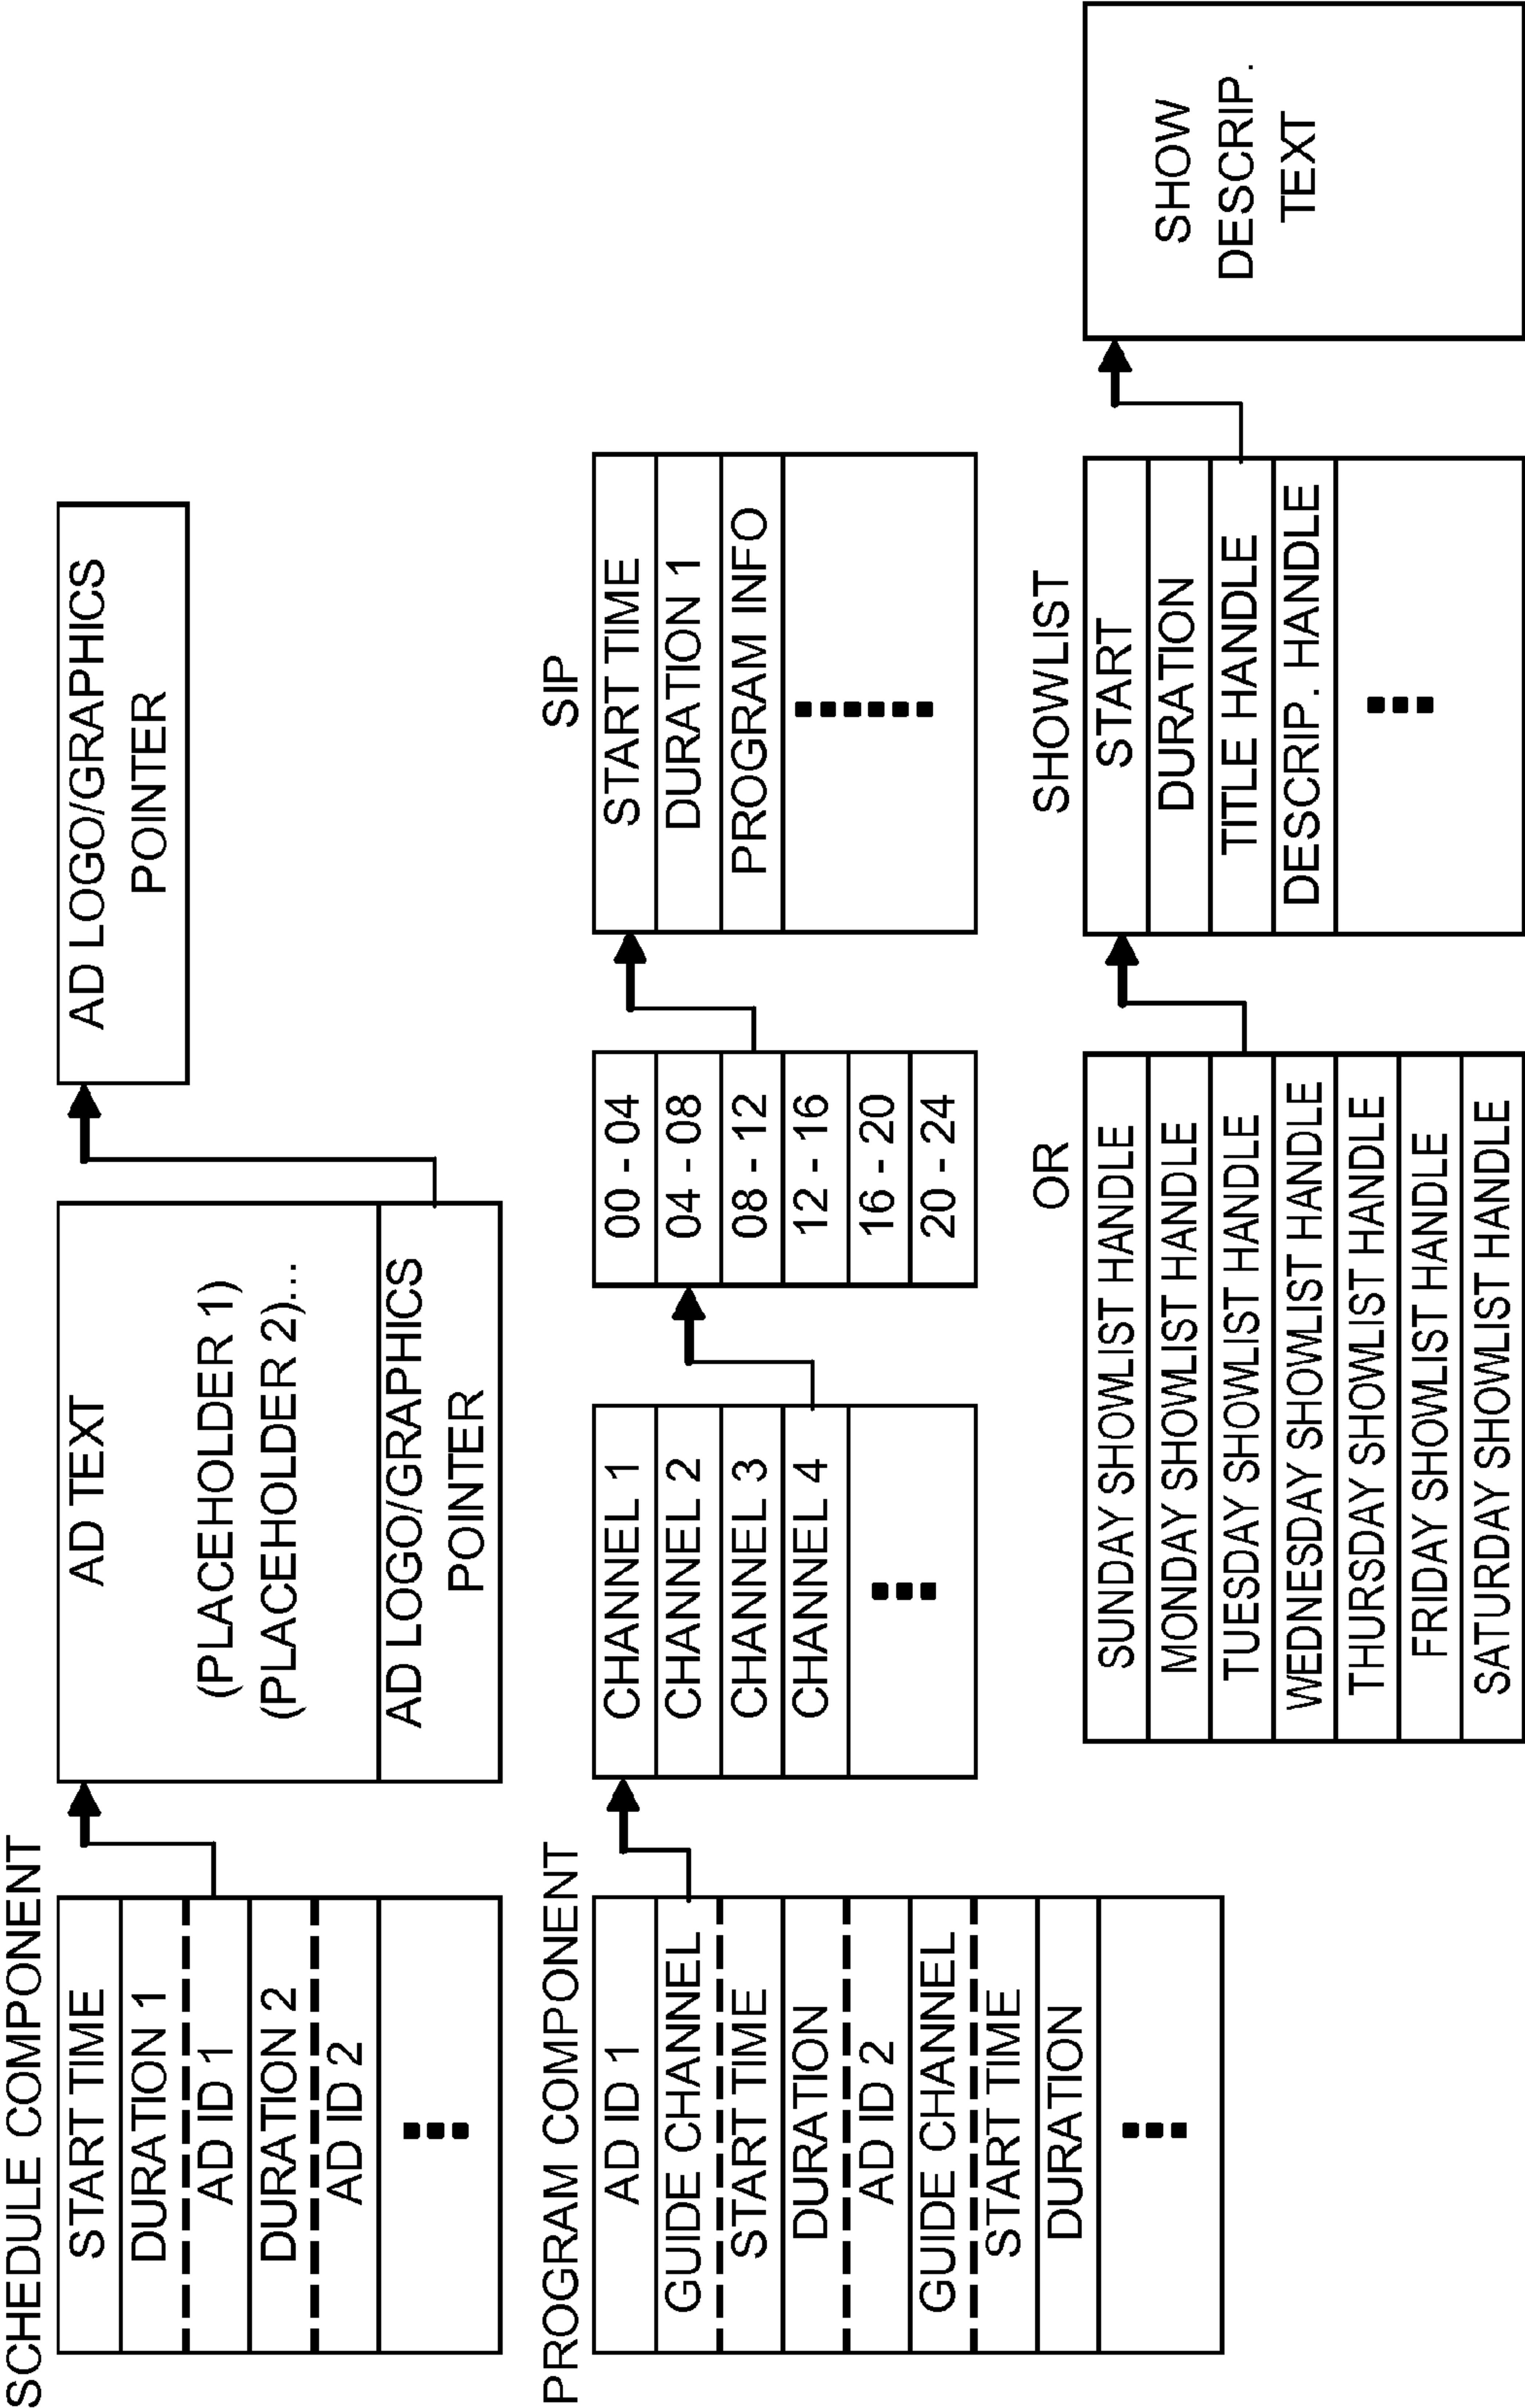 SCHEDULE COMPONENT
START TIME
DURATION 1
AD ID 1
DURATION 2
AD ID 2
AD TEXT
(PLACEHOLDER 1)
(PLACEHOLDER 2)...
AD LOGO/GRAPHICS
POINTER
AD LOGO/GRAPHICS
POINTER
PROGRAM COMPONENT
AD ID 1
GUIDE CHANNEL
START TIME
DURATION
AD ID 2
GUIDE CHANNEL
START TIME
DURATION
CHANNEL 1
CHANNEL 2
CHANNEL 3
CHANNEL 4
00 - 04
04 - 08
08 - 12
12 - 16
16 - 20
20 - 24
SIP
START TIME
DURATION 1
PROGRAM INFO
OR
SUNDAY SHOWLIST HANDLE
MONDAY SHOWLIST HANDLE
TUESDAY SHOWLIST HANDLE
WEDNESDAY SHOWLIST HANDLE
THURSDAY SHOWLIST HANDLE
FRIDAY SHOWLIST HANDLE
SATURDAY SHOWLIST HANDLE
SHOWLIST
START
DURATION
TITLE HANDLE
DESCRIP. HANDLE
SHOW
DESCRIP.
TEXT